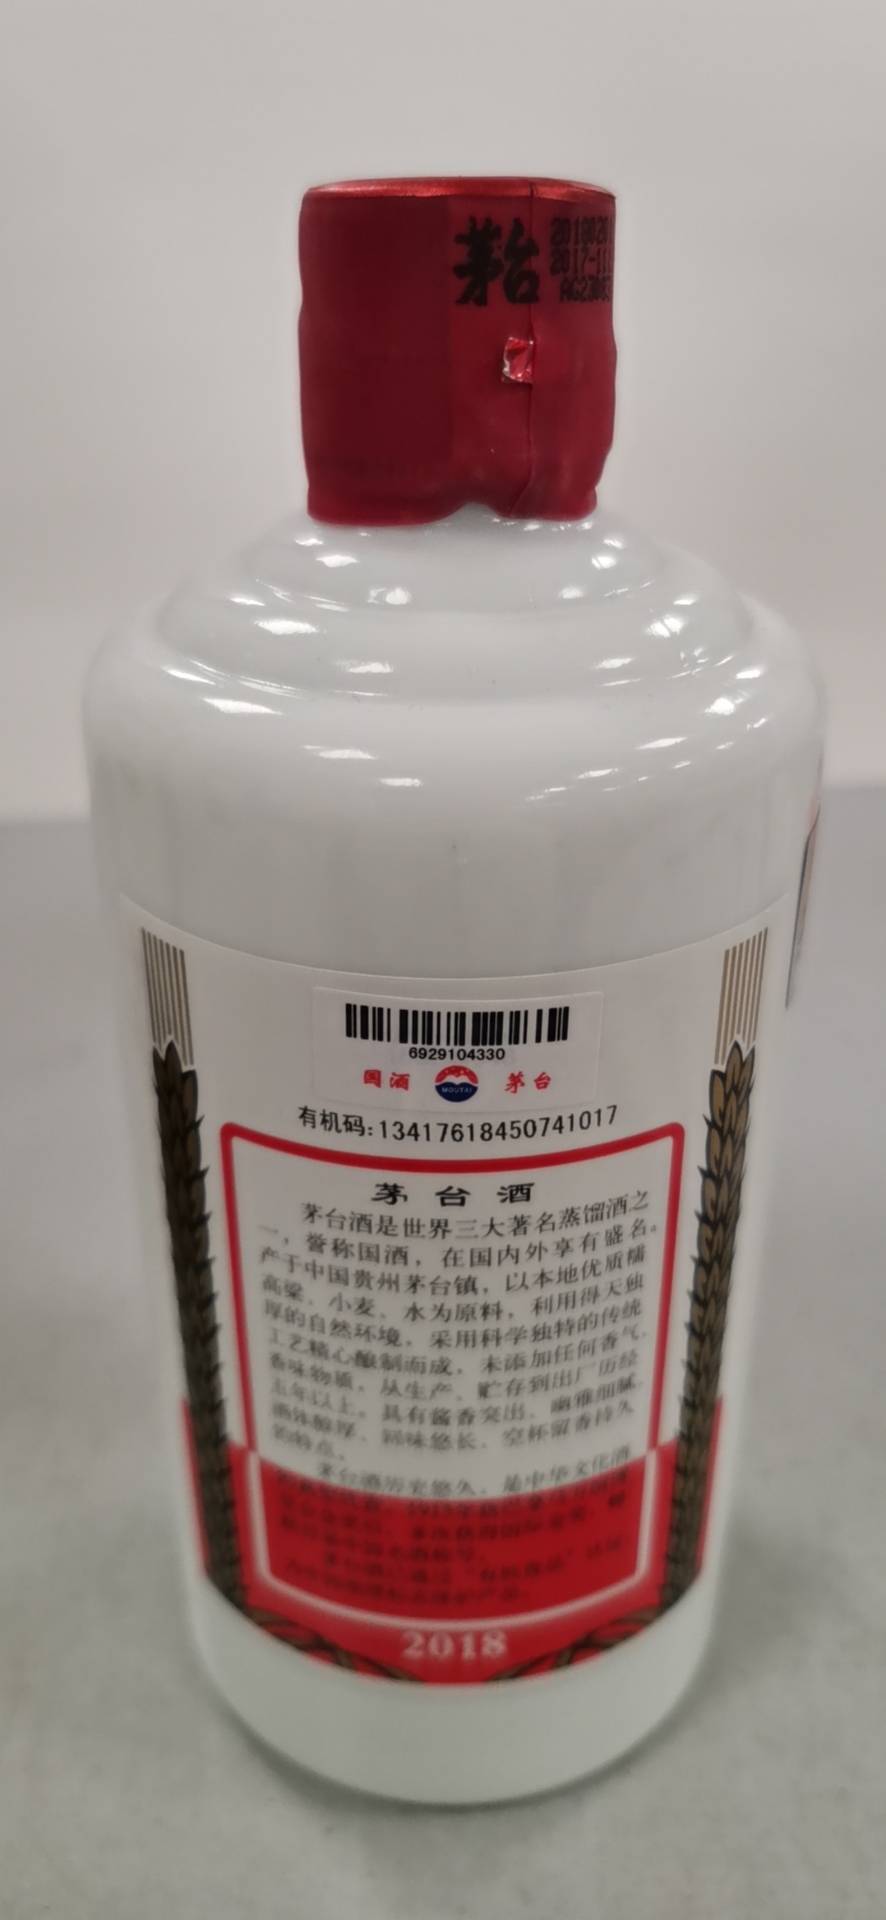 茅台
201802
2017-11
6929104330
国酒
MOUTAI
茅台
有机码:13417618450741017
茅台酒
茅台酒是世界三大著名蒸馏酒之
一，誉称国酒，在国内外享有盛名。
产于中国贵州茅台镇，以本地优质糯
高粱、小麦、水为原料，利用得天独
厚的自然环境，采用科学独特的传统
工艺精心酿制而成，未添加任何香气、
香味物质，从生产、贮存到出厂历经
五年以上，具有酱香突出、幽雅细腻、
酒体醇厚、回味悠长、空杯留香持久
的特点。
茅台酒历史悠久，是中华文化酒
2018